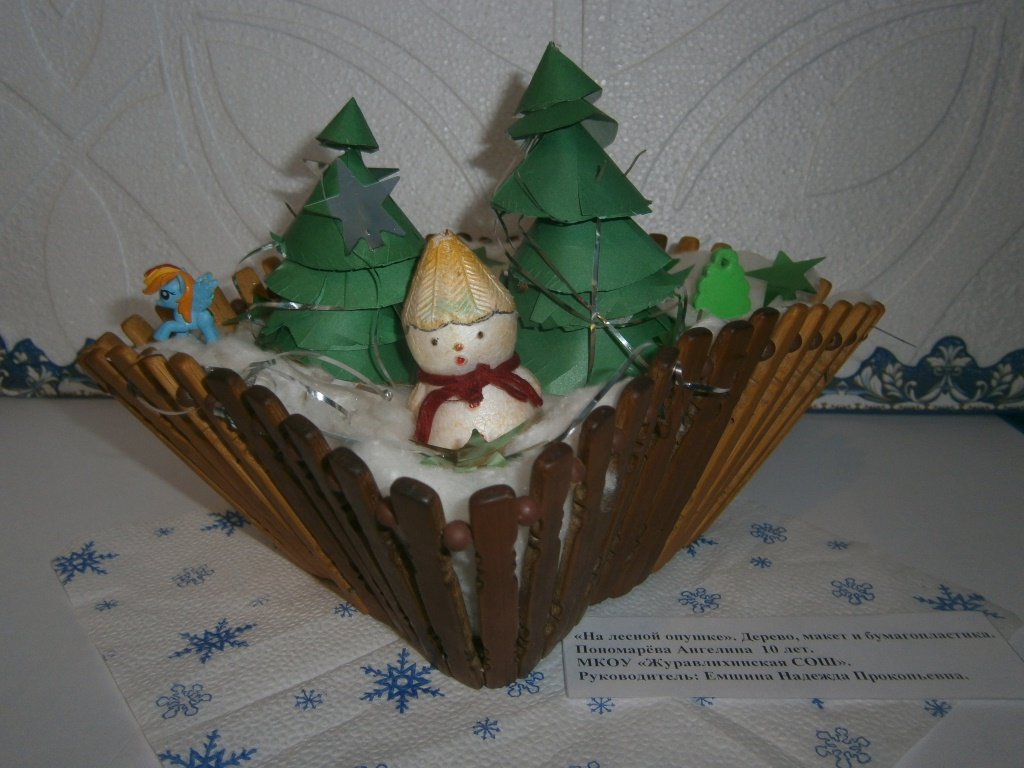 «На лесной опушке». Дерево, макет и бумагопластика.
Пономарёва Ангелина 10 лет.
МКОУ «Журавлихинская СОШ».
Руководитель: Емшина Надежда Прокопьевна.